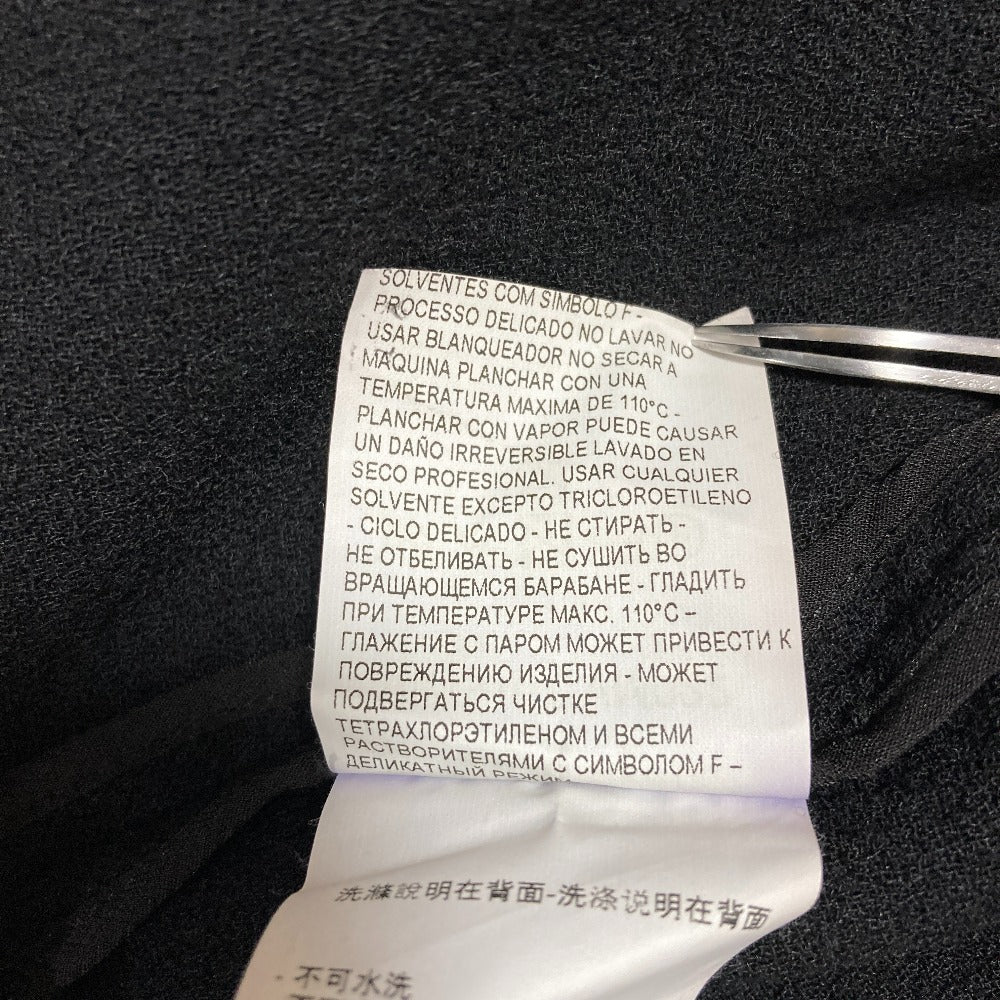 SOLVENTES COM SIMBOLO F -
PROCESSO DELICADO NO LAVAR NO
USAR BLANQUEADOR NO SECAR A
MAQUINA PLANCHAR CON UNA
TEMPERATURA MAXIMA DE 110°C -
PLANCHAR CON VAPOR PUEDE CAUSAR
UN DAÑO IRREVERSIBLE LAVADO EN
SECO PROFESIONAL. USAR CUALQUIER
SOLVENTE EXCEPTO TRICLOROETILENO
- CICLO DELICADO - НЕ СТИРАТЬ -
НЕ ОТБЕЛИВАТЬ - НЕ СУШИТЬ ВО
ВРАЩАЮЩЕМСЯ БАРАБАНЕ - ГЛАДИТЬ
ПРИ ТЕМПЕРАТУРЕ МАКС. 110°C –
ГЛАЖЕНИЕ С ПАРОМ МОЖЕТ ПРИВЕСТИ К
ПОВРЕЖДЕНИЮ ИЗДЕЛИЯ - МОЖЕТ
ПОДВЕРГАТЬСЯ ЧИСТКЕ
ТЕТРАХЛОРЭТИЛЕНОМ И ВСЕМИ
РАСТВОРИТЕЛЯМИ С СИМВОЛОМ F –
ДЕЛИКАТНЫЙ РЕЖИМ
洗滌說明在背面-洗涤说明在背面
. 不可水洗